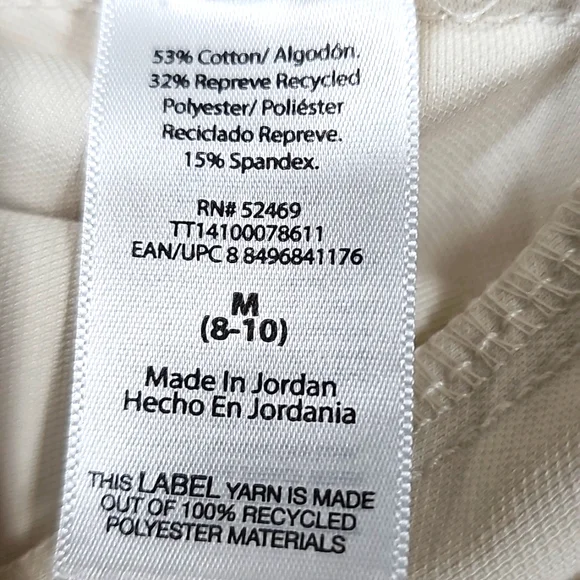 53% Cotton/ Algodón.
32% Repreve Recycled
Polyester/ Poliéster
Reciclado Repreve.
15% Spandex.
RN# 52469
TT14100078611
EAN/UPC 8 8496841176
M
(8-10)
Made In Jordan
Hecho En Jordania
THIS LABEL YARN IS MADE
OUT OF 100% RECYCLED
POLYESTER MATERIALS